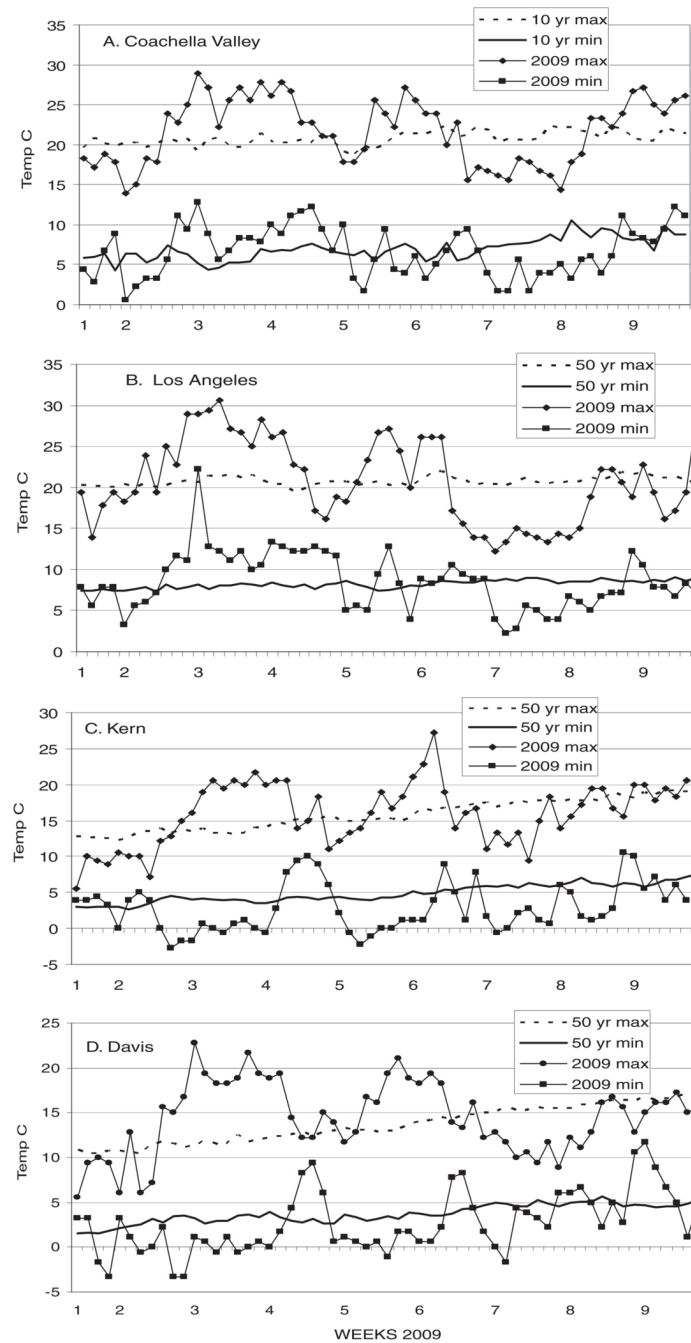 A. Coachella Valley
10 yr max
10 yr min
2009 max
2009 min
Temp C
35
30
25
20
15
10
5
0
1 2 3 4 5 6 7 8 9
B. Los Angeles
50 yr max
50 yr min
2009 max
2009 min
Temp C
35
30
25
20
15
10
5
0
1 2 3 4 5 6 7 8 9
C. Kern
50 yr max
50 yr min
2009 max
2009 min
Temp C
30
25
20
15
10
5
0
-5
1 2 3 4 5 6 7 8 9
D. Davis
50 yr max
50 yr min
2009 max
2009 min
Temp C
25
20
15
10
5
0
-5
1 2 3 4 5 6 7 8 9
WEEKS 2009